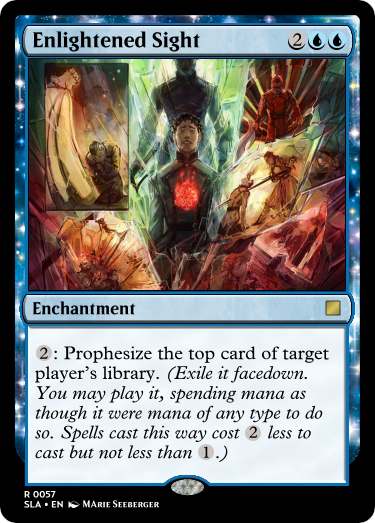 Enlightened Sight 2
Enchantment
2: Prophesize the top card of target
player's library. (Exile it facedown.
You may play it, spending mana as
though it were mana of any type to do
so. Spells cast this way cost 2 less to
cast but not less than 1.)
R 0057
SLA • EN Marie Seeberger